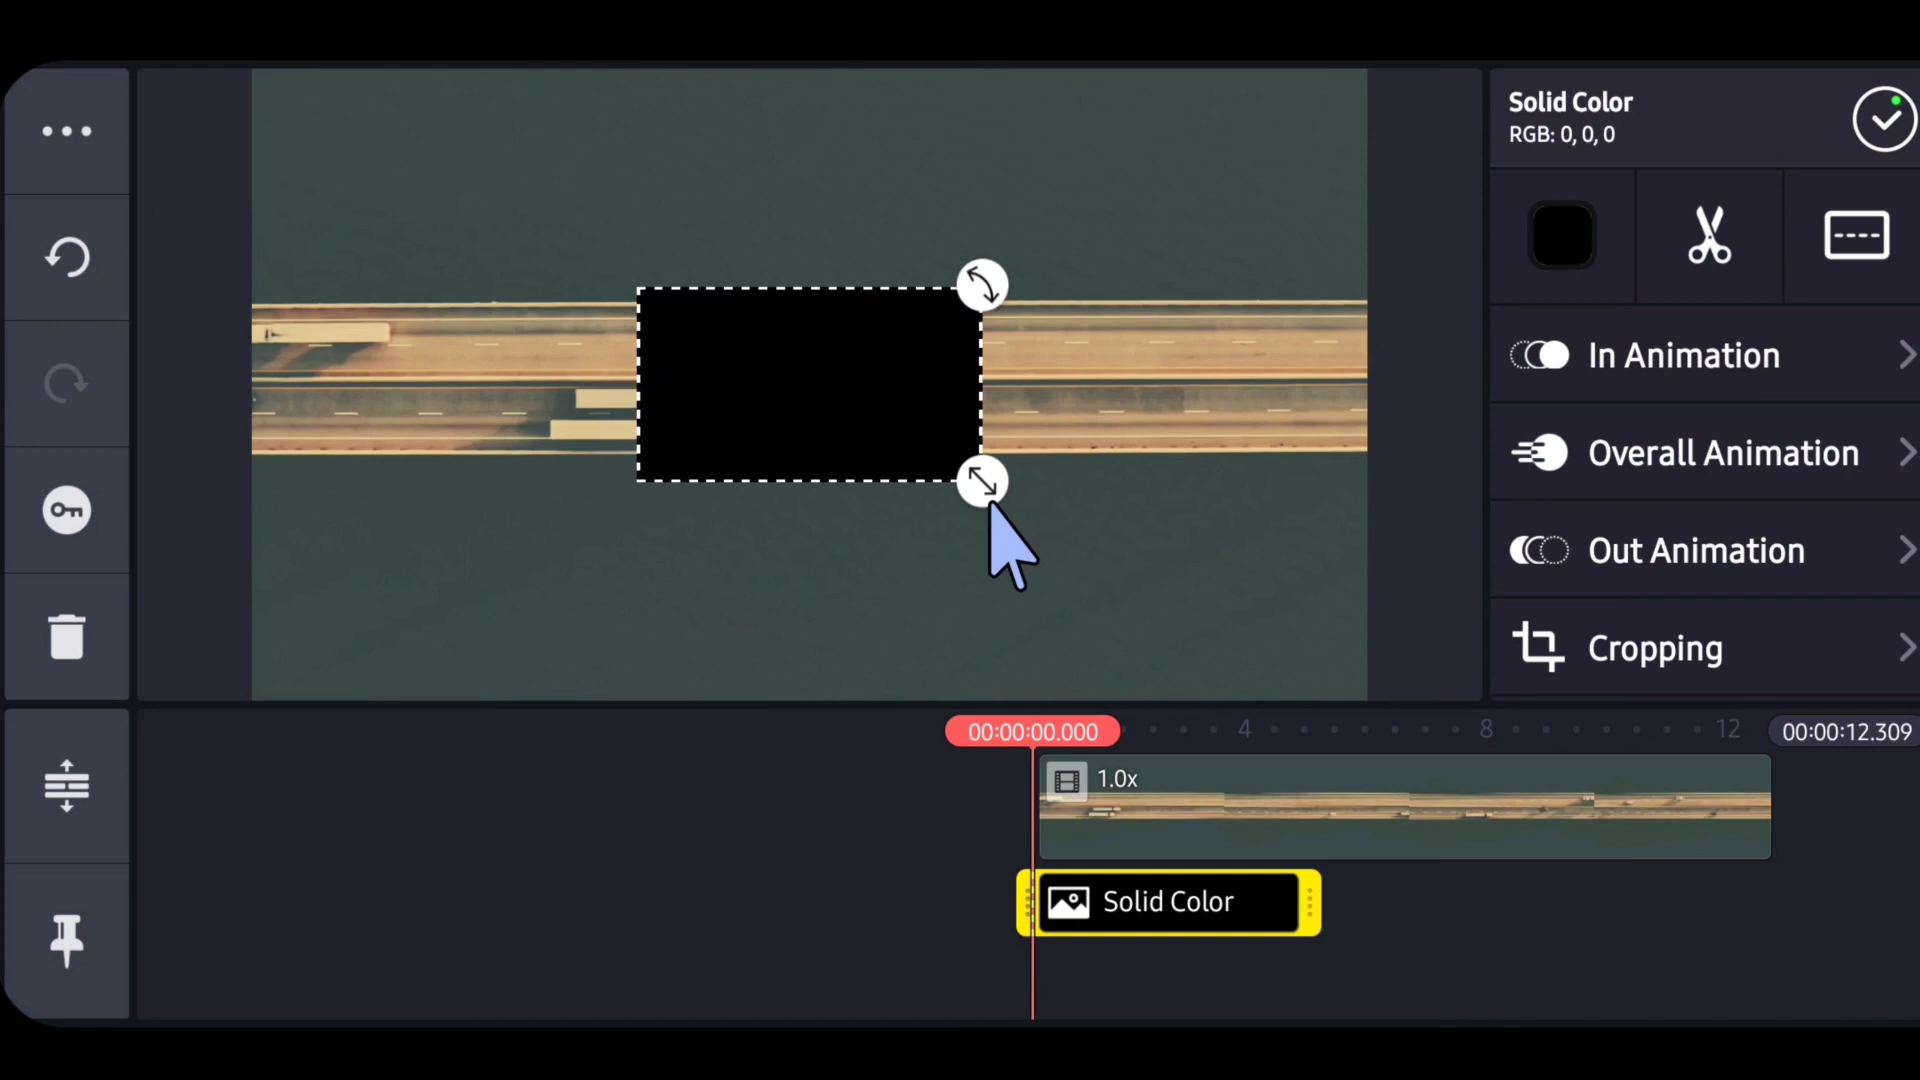 Solid Color
RGB: 0, 0, 0
In Animation
Overall Animation
Out Animation
Cropping
00:00:00.000
4
8
12
00:00:12.309
1.0x
Solid Color